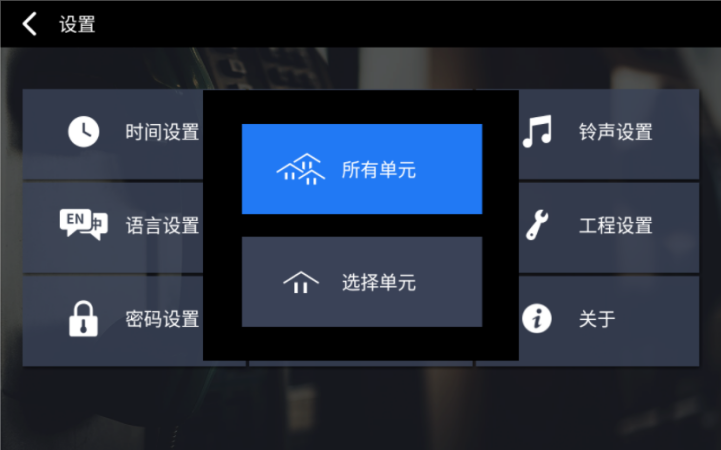 设置
时间设置
所有单元
铃声设置
EN 中
语言设置
工程设置
选择单元
密码设置
关于